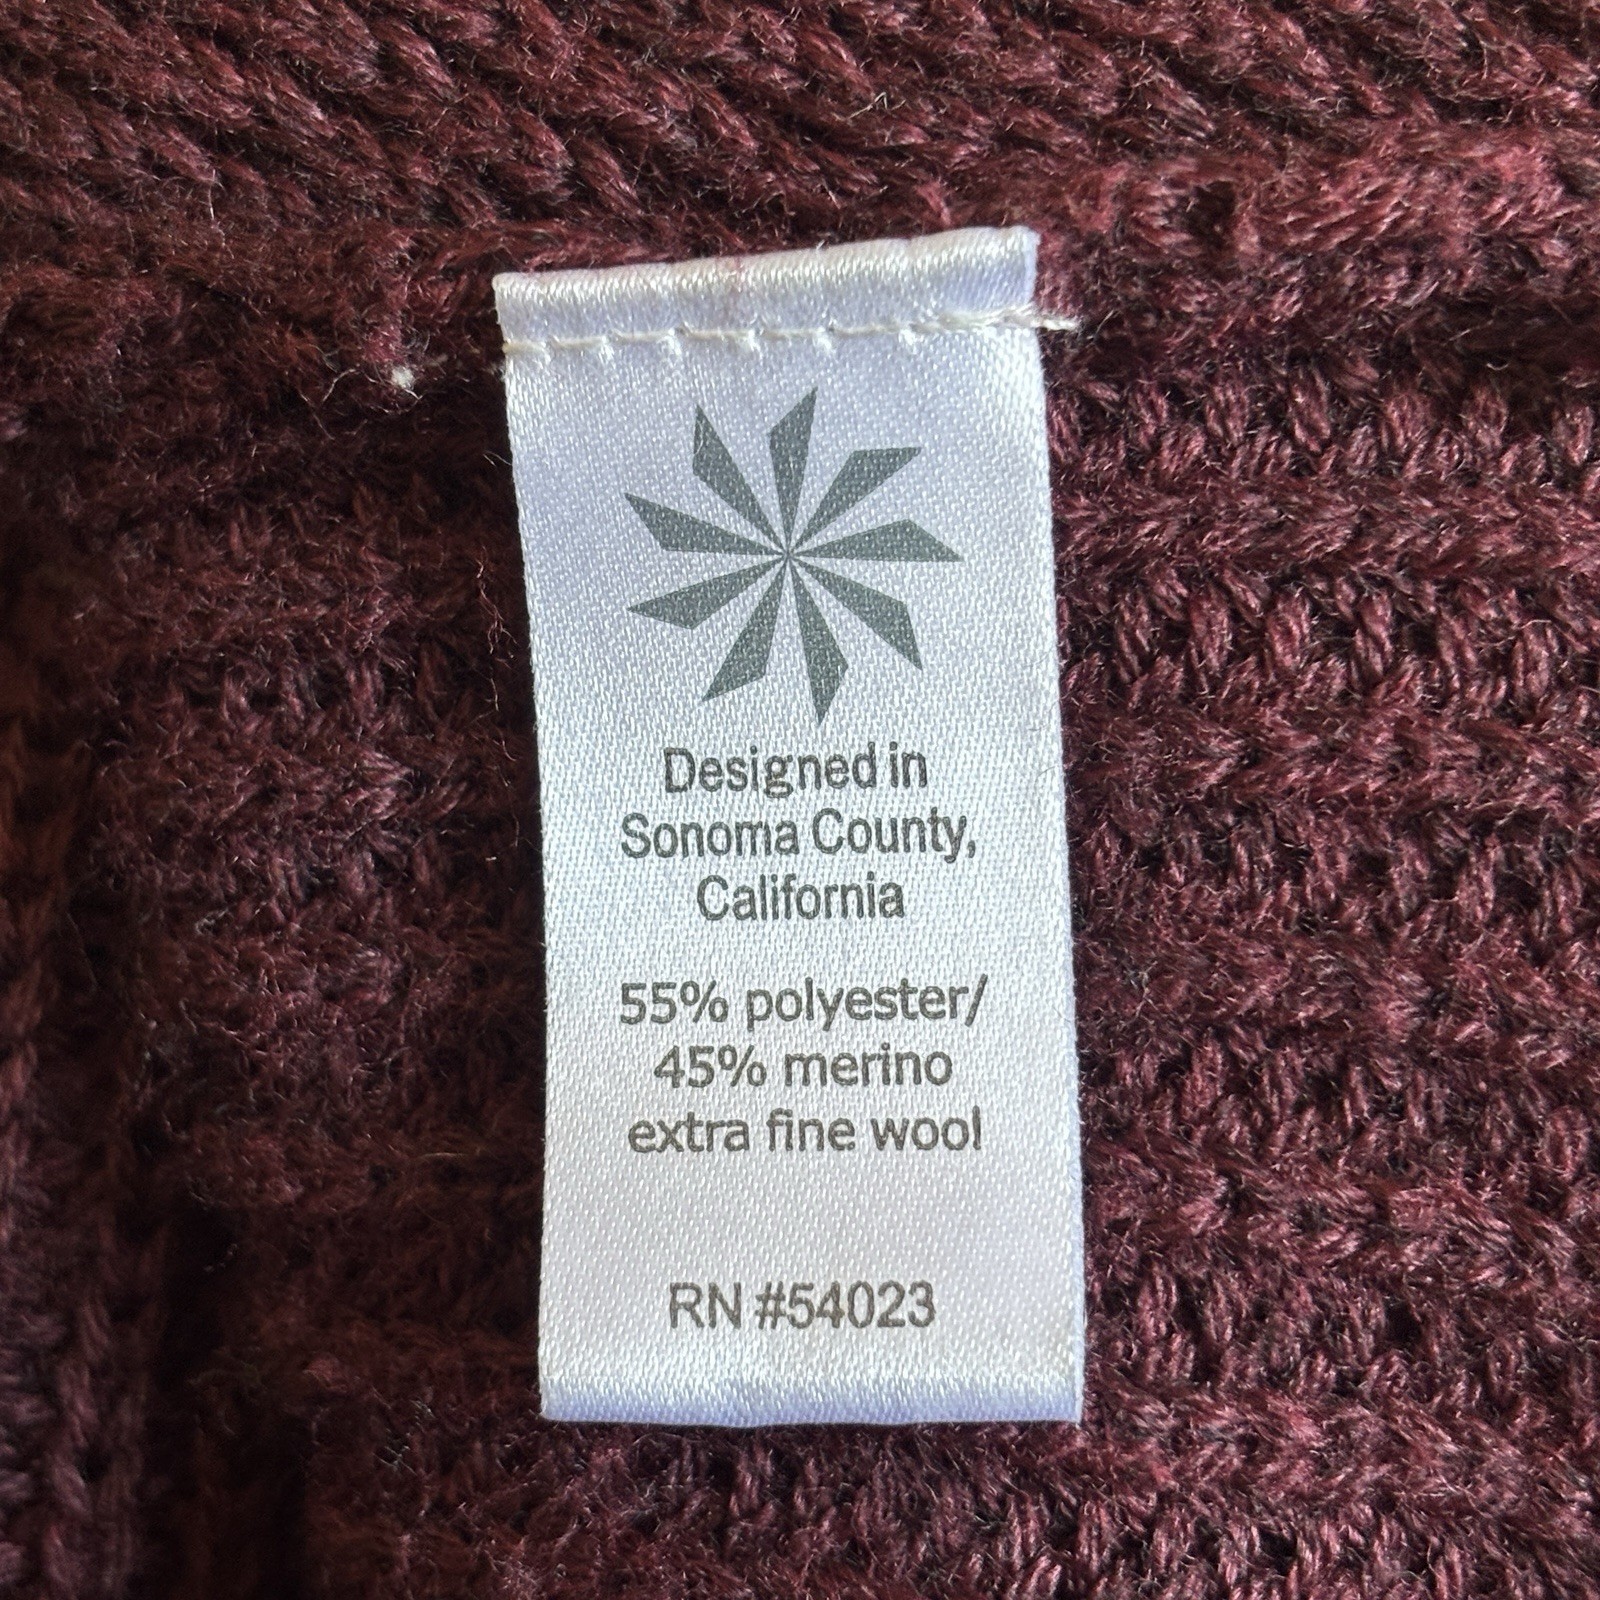 Designed in
Sonoma County,
California
55% polyester/
45% merino
extra fine wool
RN #54023